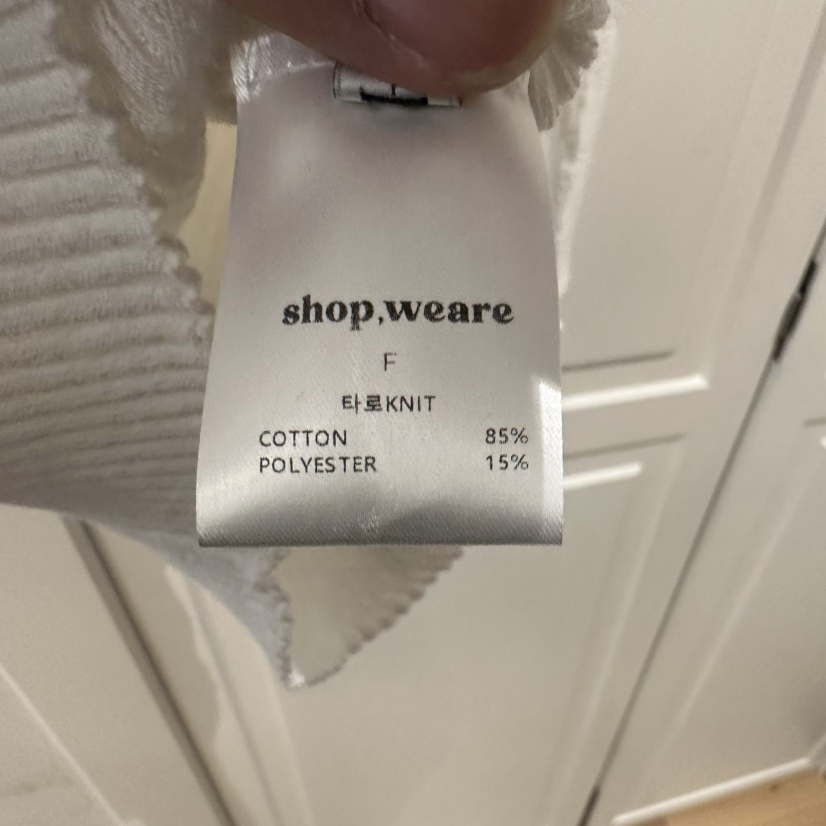 shop,weare
F
타로KNIT
COTTON 85%
POLYESTER 15%